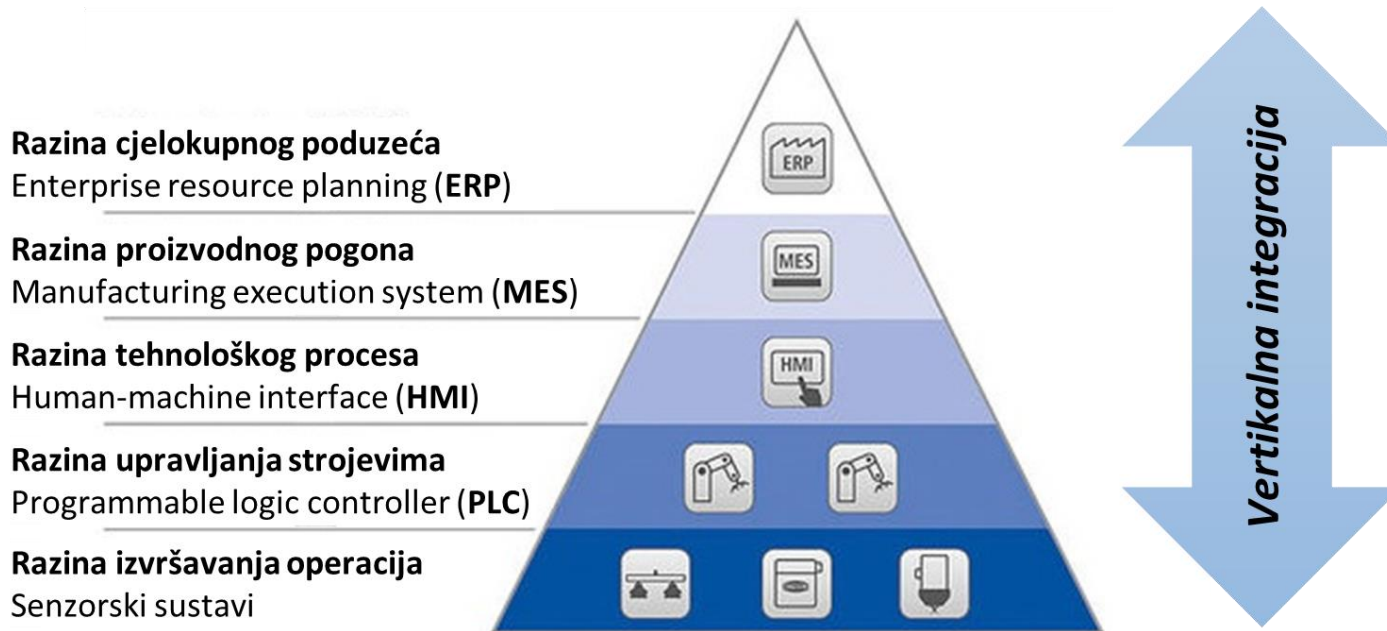 Razina cjelokupnog poduzeća
Enterprise resource planning (ERP)
ERP
Razina proizvodnog pogona
Manufacturing execution system (MES)
MES
Razina tehnološkog procesa
Human-machine interface (HMI)
HMI
Razina upravljanja strojevima
Programmable logic controller (PLC)
Razina izvršavanja operacija
Senzorski sustavi
Vertikalna integracija